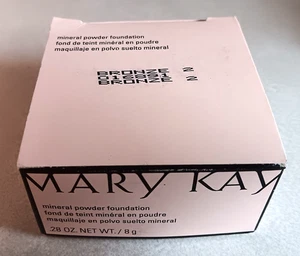 mineral powder foundation
fond de teint minéral en poudre
maquillaje en polvo suelto mineral
BRONZE 2
BRONZE 2
MARY KAY
mineral powder foundation
fond de teint minéral en poudre
maquillaje en polvo suelto mineral
.28 OZ. NET WT. / 8 g